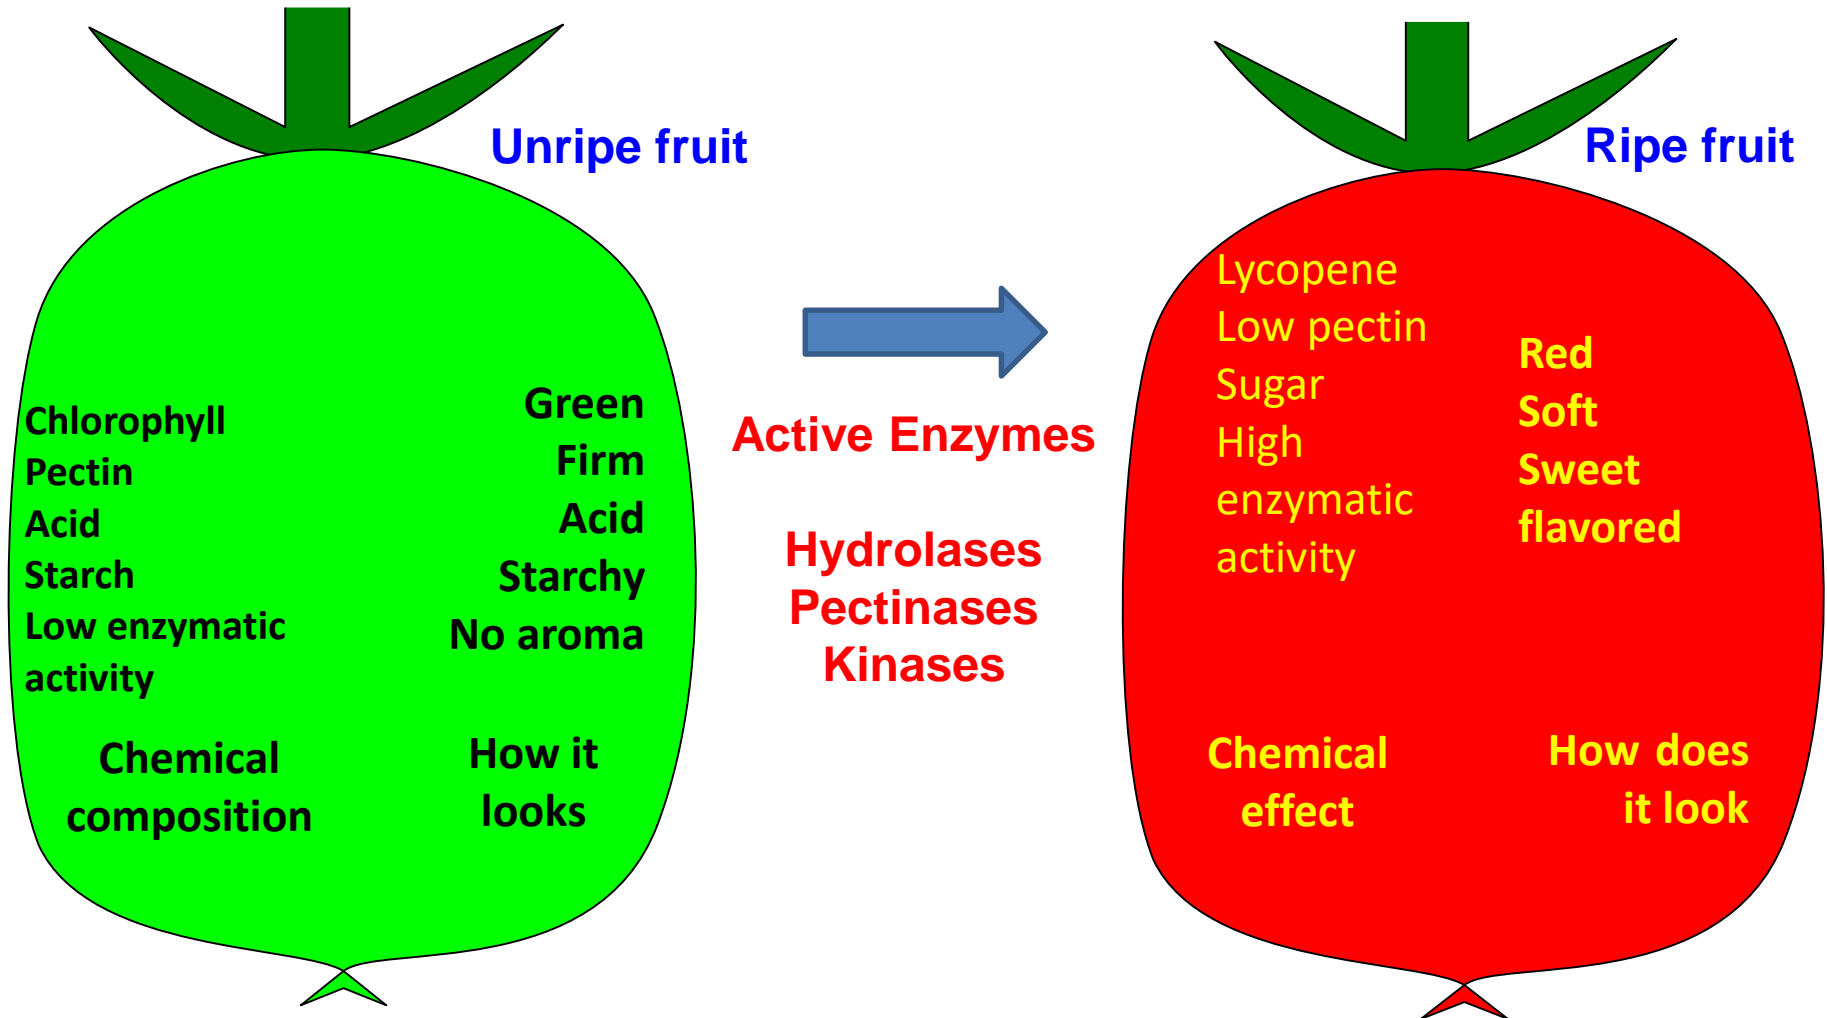 Unripe fruit
Chlorophyll
Pectin
Acid
Starch
Low enzymatic
activity
Green
Firm
Acid
Starchy
No aroma
Chemical
composition
How it
looks
Active Enzymes
Hydrolases
Pectinases
Kinases
Ripe fruit
Lycopene
Low pectin
Sugar
High
enzymatic
activity
Red
Soft
Sweet
flavored
Chemical
effect
How does
it look